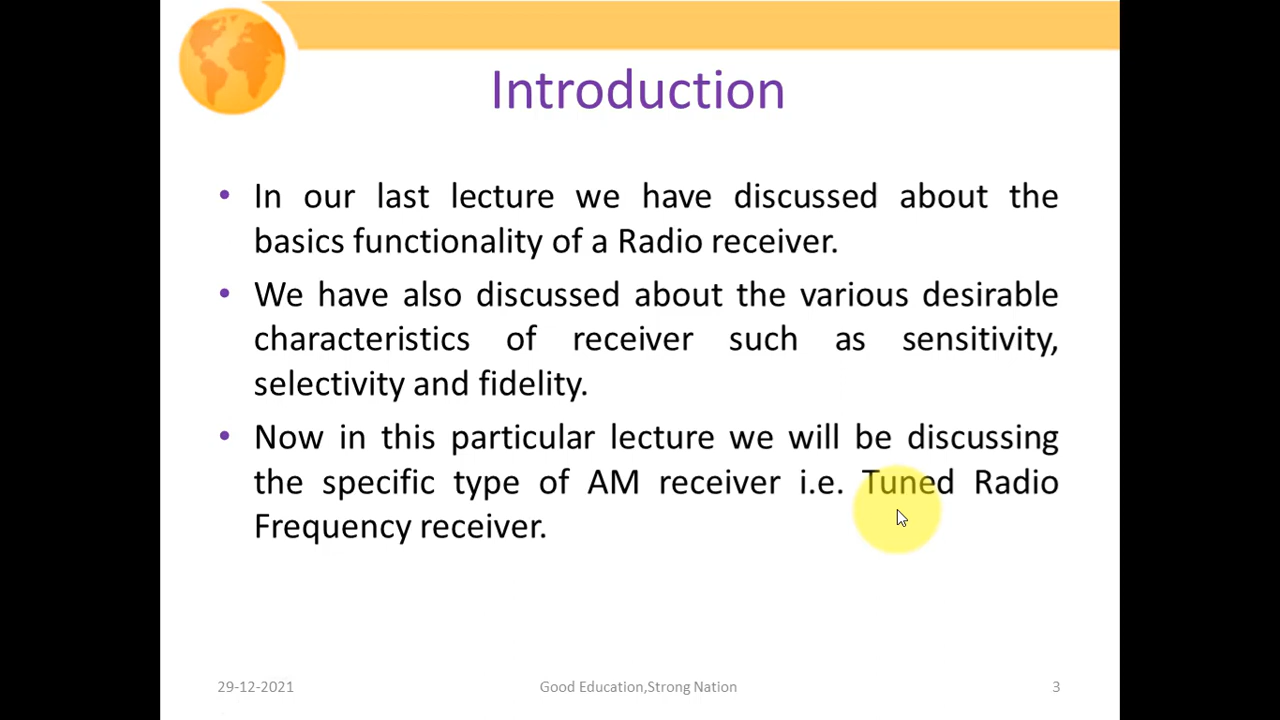 Introduction
• In our last lecture we have discussed about the
basics functionality of a Radio receiver.
• We have also discussed about the various desirable
characteristics of receiver such as sensitivity,
selectivity and fidelity.
• Now in this particular lecture we will be discussing
the specific type of AM receiver i.e. Tuned Radio
Frequency receiver.
29-12-2021
Good Education,Strong Nation
3